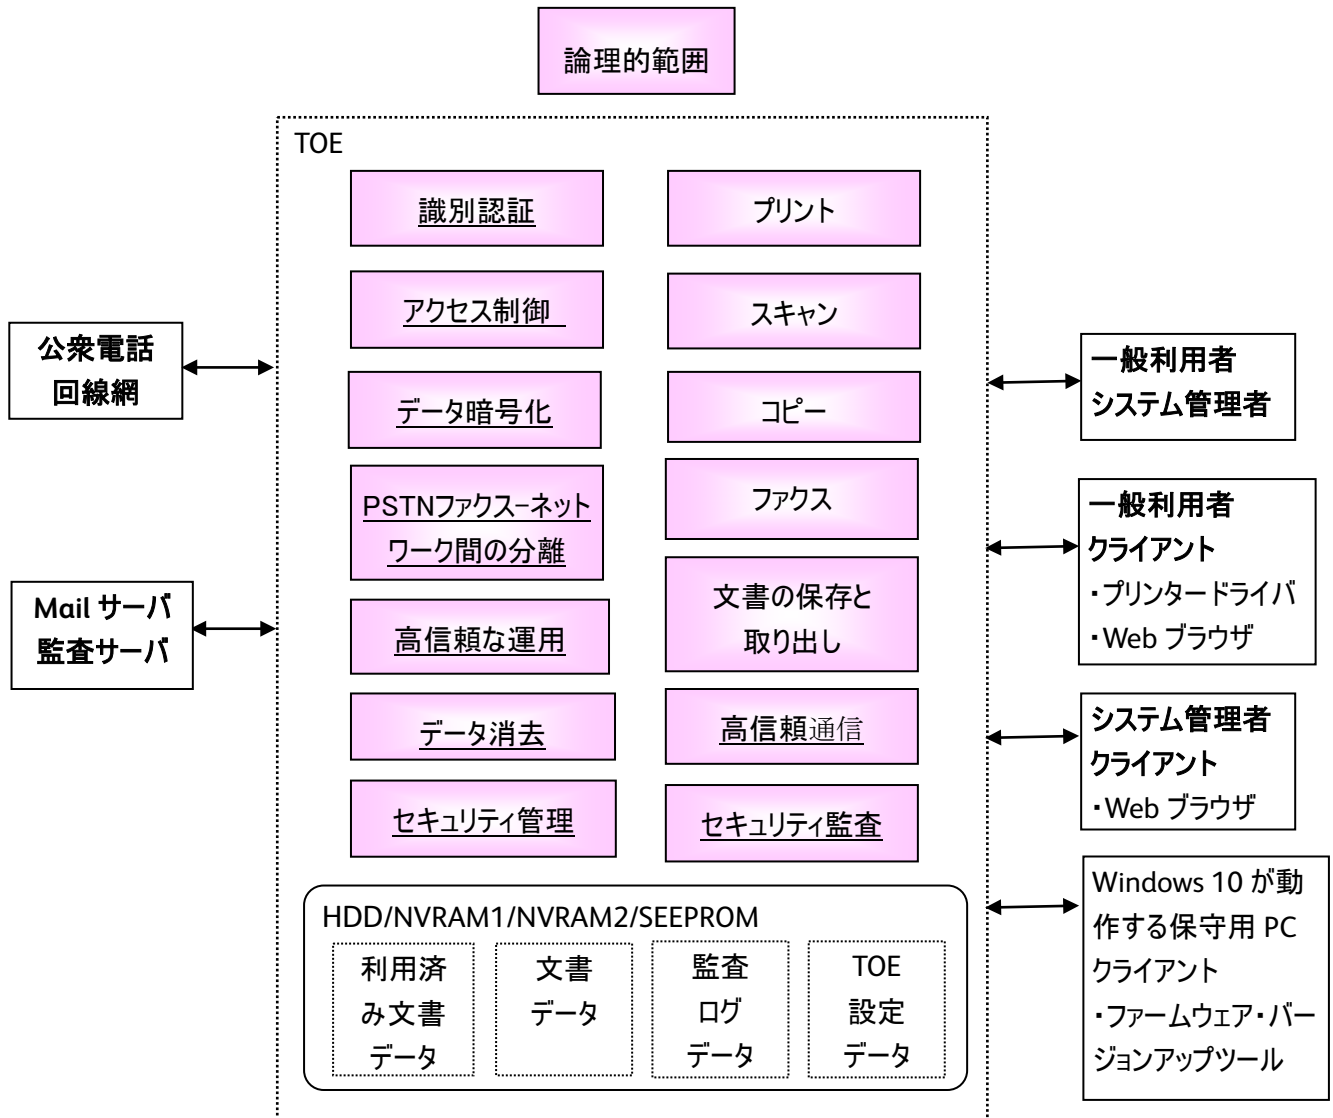 論理的範囲
TOE
識別認証
プリント
アクセス制御
スキャン
データ暗号化
コピー
PSTNファクス−ネット
ワーク間の分離
ファクス
文書の保存と
取り出し
高信頼な運用
データ消去
高信頼通信
セキュリティ管理
セキュリティ監査
HDD/NVRAM1/NVRAM2/SEEPROM
利用済
み文書
データ
文書
データ
監査
ログ
データ
TOE
設定
データ
公衆電話
回線網
Mail サーバ
監査サーバ
一般利用者
システム管理者
一般利用者
クライアント
・プリンタードライバ
・Web ブラウザ
システム管理者
クライアント
・Web ブラウザ
Windows 10 が動
作する保守用 PC
クライアント
・ファームウェア・バー
ジョンアップツール